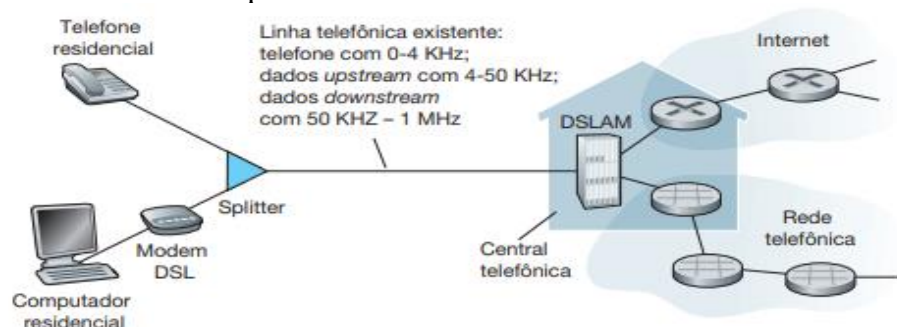 Telefone
residencial
Linha telefônica existente:
telefone com 0-4 KHz;
dados upstream com 4-50 KHz;
dados downstream
com 50 KHZ – 1 MHz
Internet
DSLAM
Splitter
Modem
DSL
Computador
residencial
Central
telefônica
Rede
telefônica